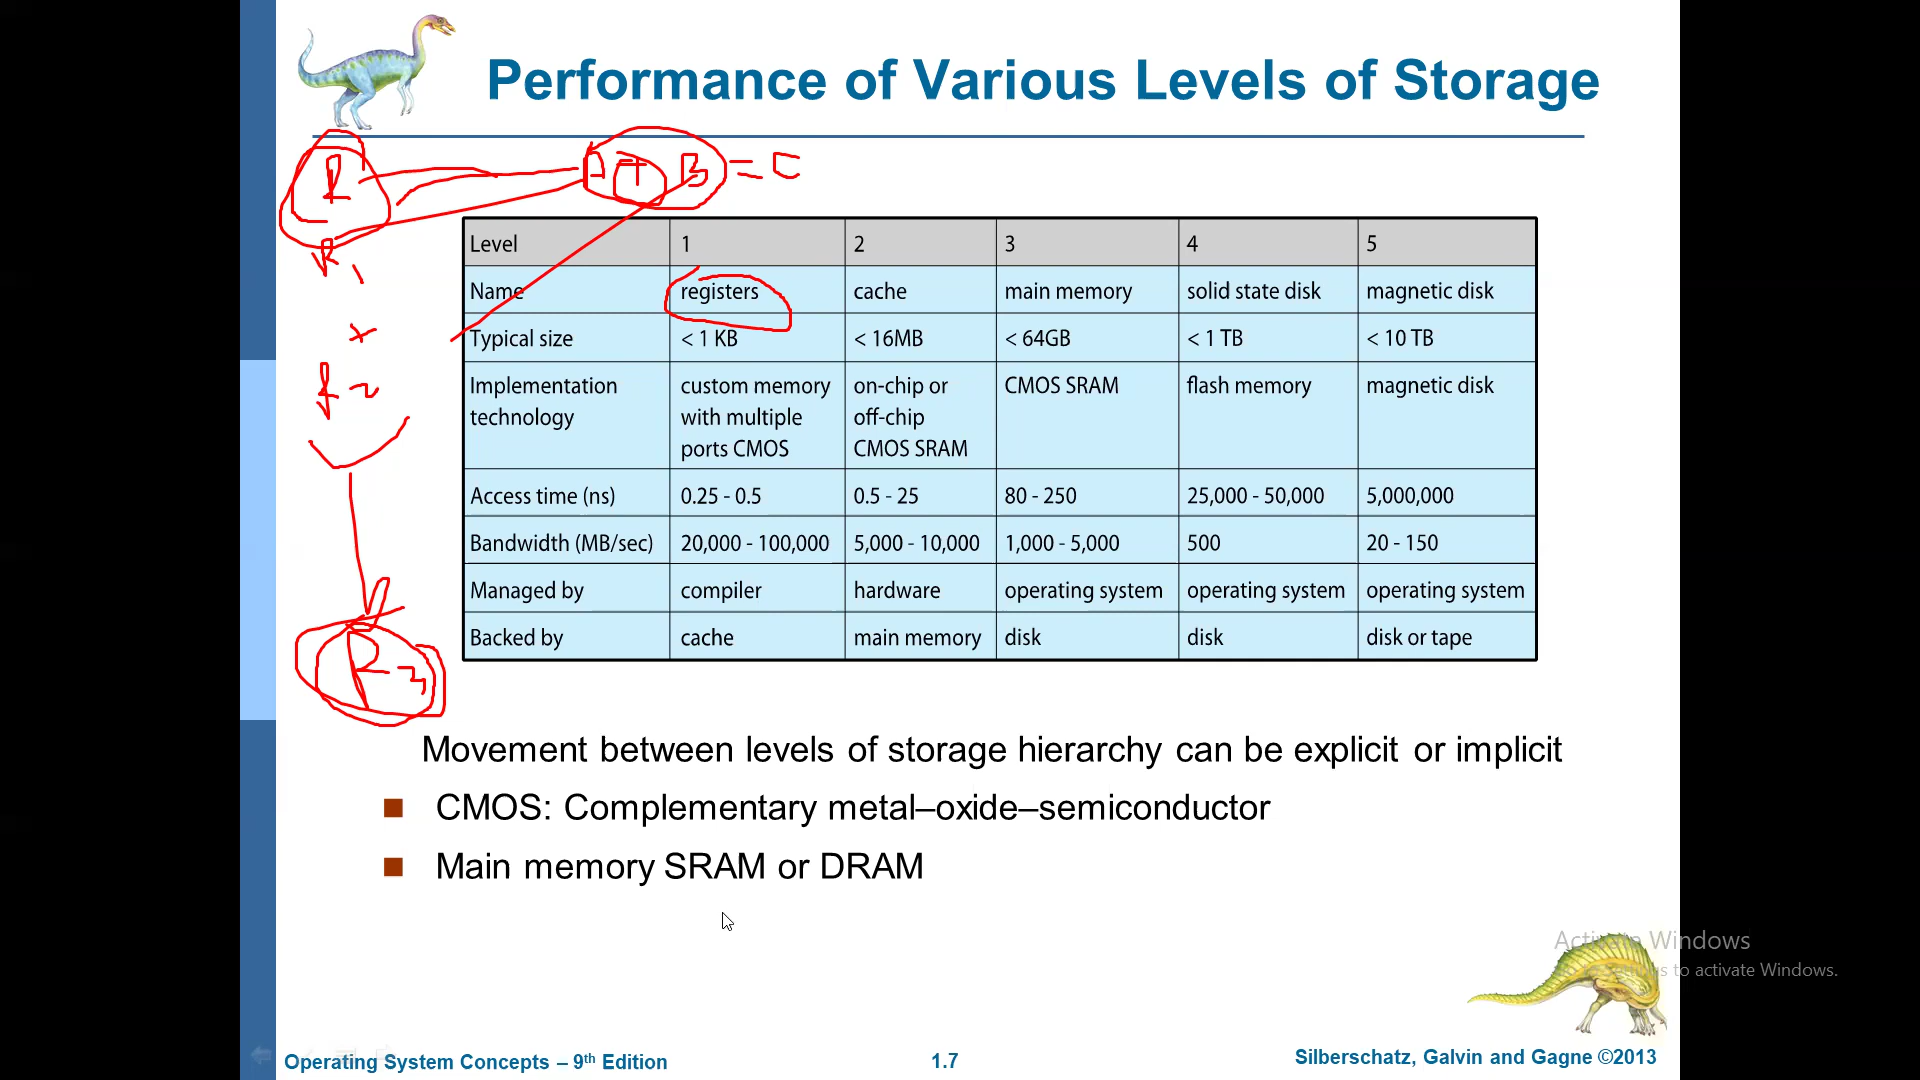 Performance of Various Levels of Storage
R + B = C
Level 1 2 3 4 5
Name registers cache main memory solid state disk magnetic disk
Typical size < 1 KB < 16MB < 64GB < 1 TB < 10 TB
Implementation technology custom memory with multiple ports CMOS on-chip or off-chip CMOS SRAM CMOS SRAM flash memory magnetic disk
Access time (ns) 0.25 - 0.5 0.5 - 25 80 - 250 25,000 - 50,000 5,000,000
Bandwidth (MB/sec) 20,000 - 100,000 5,000 - 10,000 1,000 - 5,000 500 20 - 150
Managed by compiler hardware operating system operating system operating system
Backed by cache main memory disk disk disk or tape
R 3
Movement between levels of storage hierarchy can be explicit or implicit
CMOS: Complementary metal–oxide–semiconductor
Main memory SRAM or DRAM
Activate Windows
to activate Windows.
Operating System Concepts – 9th Edition
1.7
Silberschatz, Galvin and Gagne ©2013